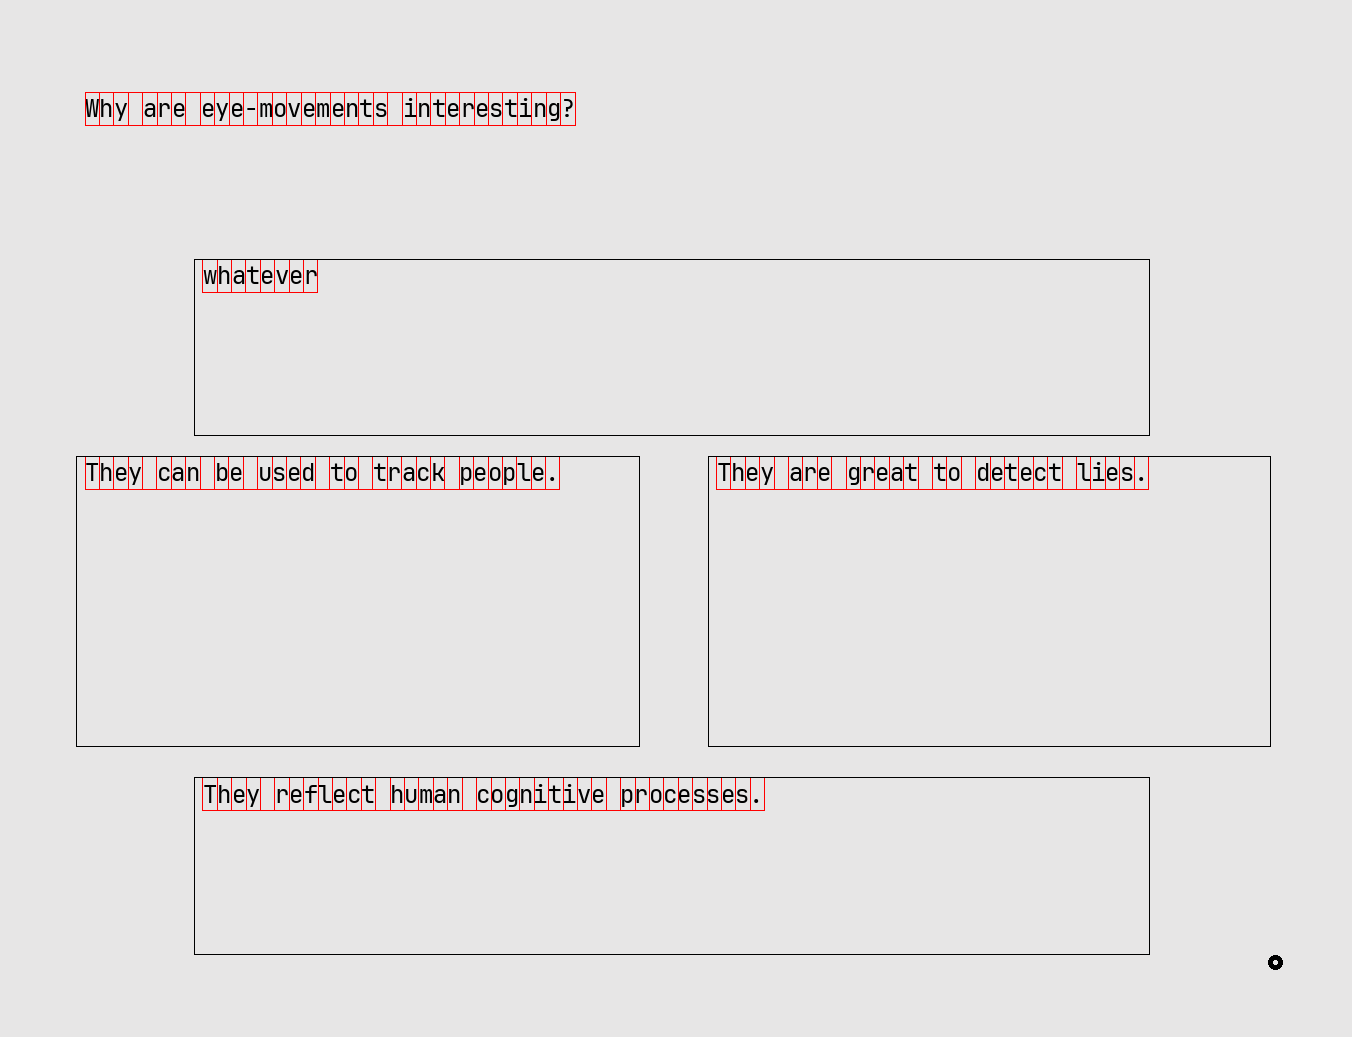 Why are eye-movements interesting?
whatever
They can be used to track people.
They are great to detect lies.
They reflect human cognitive processes.